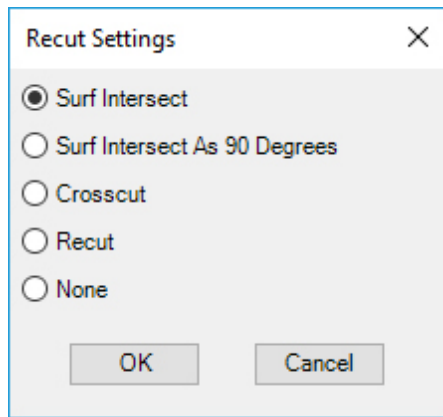 Recut Settings
Surf Intersect
Surf Intersect As 90 Degrees
Crosscut
Recut
None
OK Cancel